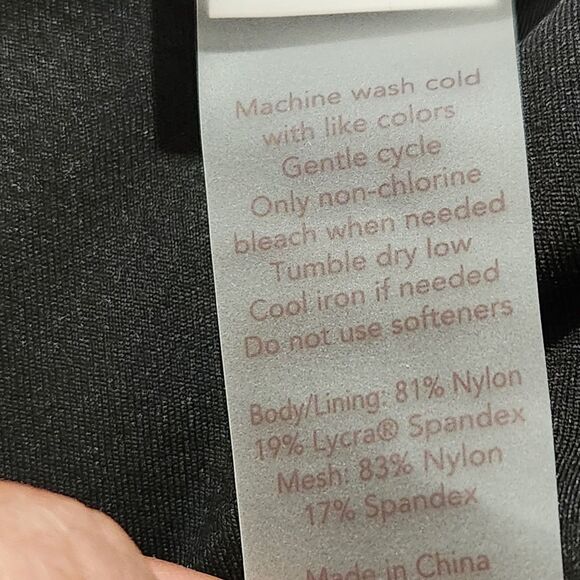 Machine wash cold
with like colors
Gentle cycle
Only non-chlorine
bleach when needed
Tumble dry low
Cool iron if needed
Do not use softeners
Body/Lining: 81% Nylon
19% Lycra® Spandex
Mesh: 83% Nylon
17% Spandex
Made in China